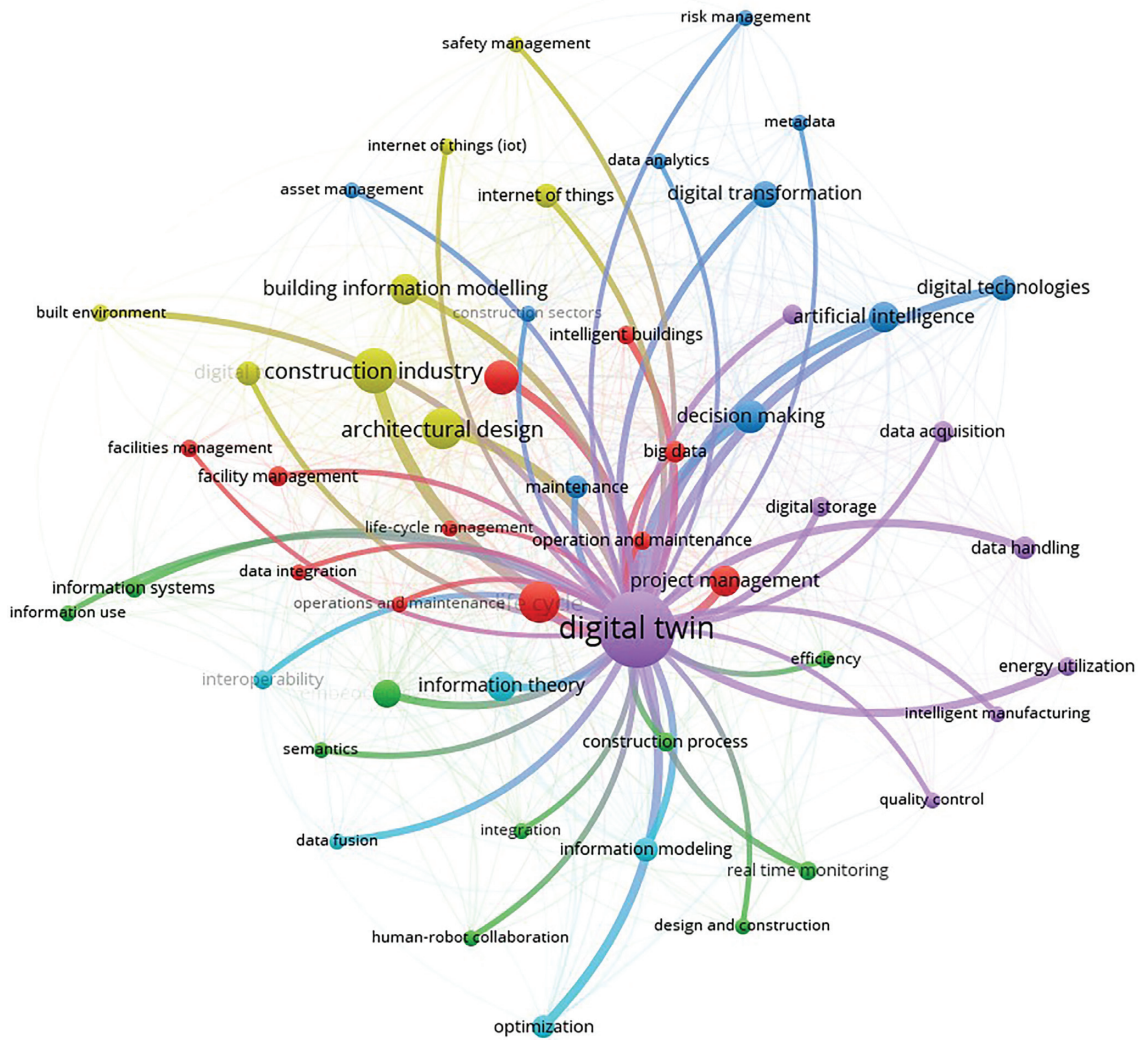 risk management
safety management
metadata
internet of things (iot)
data analytics
asset management
internet of things
digital transformation
building information modelling
digital technologies
built environment
construction sectors
artificial intelligence
intelligent buildings
digital
construction industry
decision making
architectural design
data acquisition
facilities management
big data
facility management
maintenance
digital storage
life-cycle management
operation and maintenance
data handling
data integration
project management
information systems
operations and maintenance
life cycle
information use
digital twin
efficiency
energy utilization
interoperability
information theory
intelligent manufacturing
semantics
construction process
quality control
integration
data fusion
information modeling
real time monitoring
design and construction
human-robot collaboration
optimization